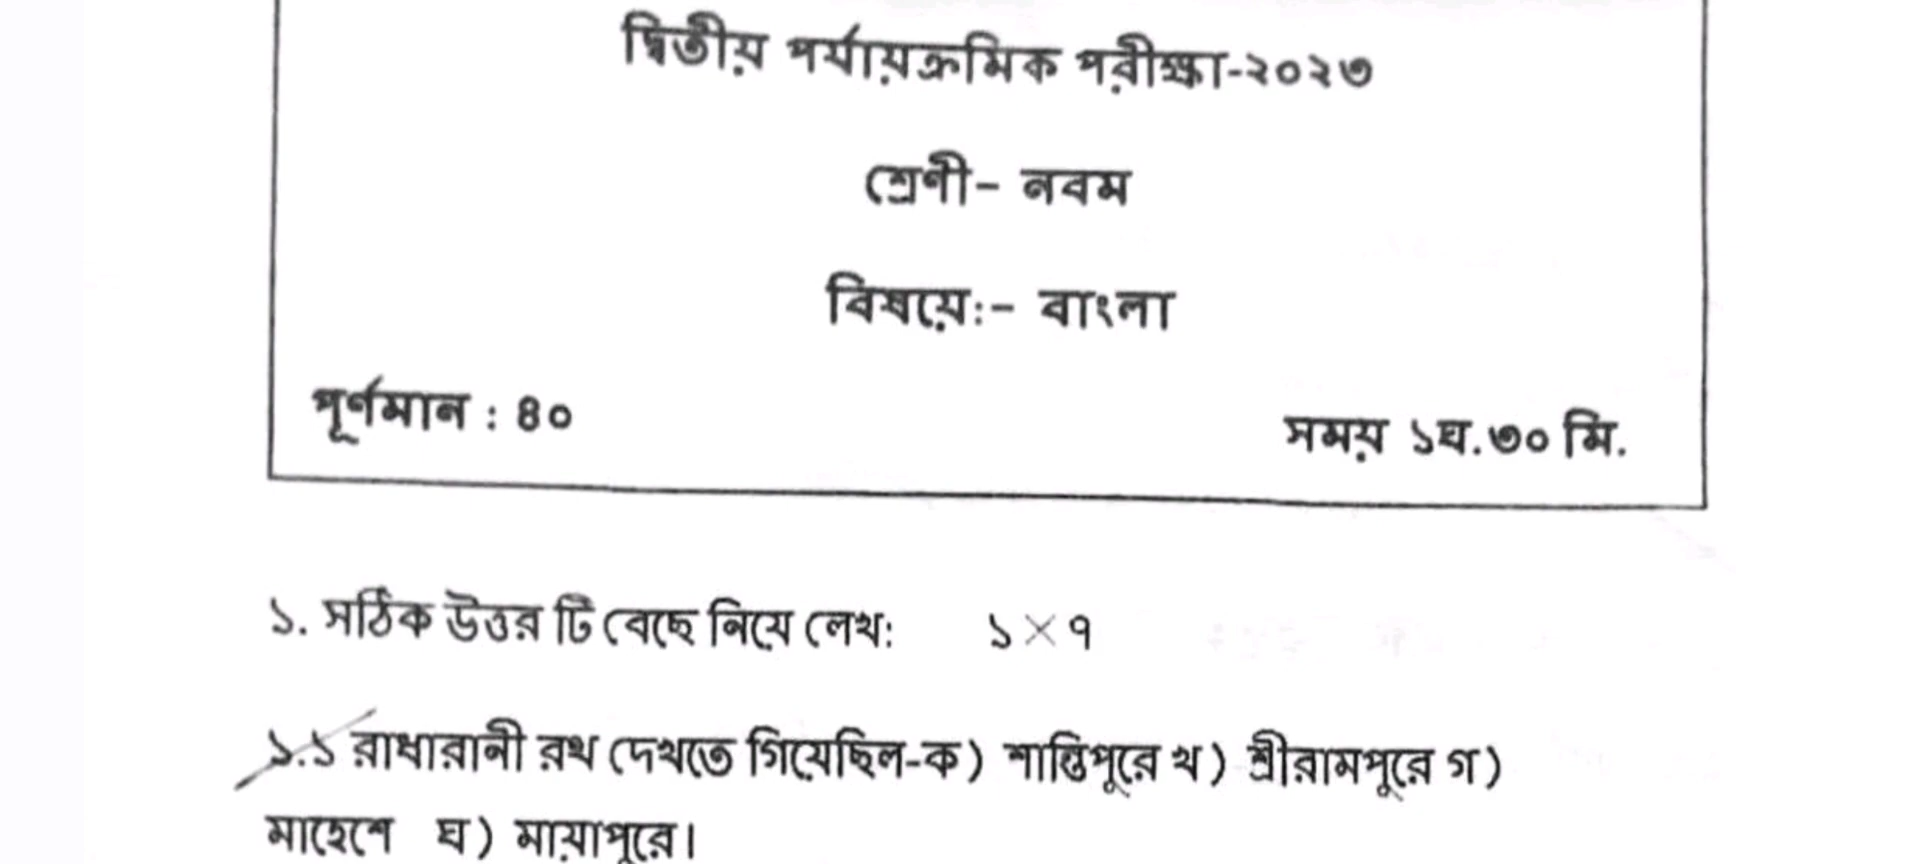 দ্বিতীয় পর্যায়ক্রমিক পরীক্ষা-২০২৩
শ্রেণী- নবম
বিষয়ে:- বাংলা
পূর্ণমান : ৪০ সময় ১ঘ.৩০ মি.
১. সঠিক উত্তর টি বেছে নিয়ে লেখ: ১×৭
১.১ রাধারানী রথ দেখতে গিয়েছিল-ক) শান্তিপুরে খ) শ্রীরামপুরে গ)
মাহেশে ঘ) মায়াপুরে।